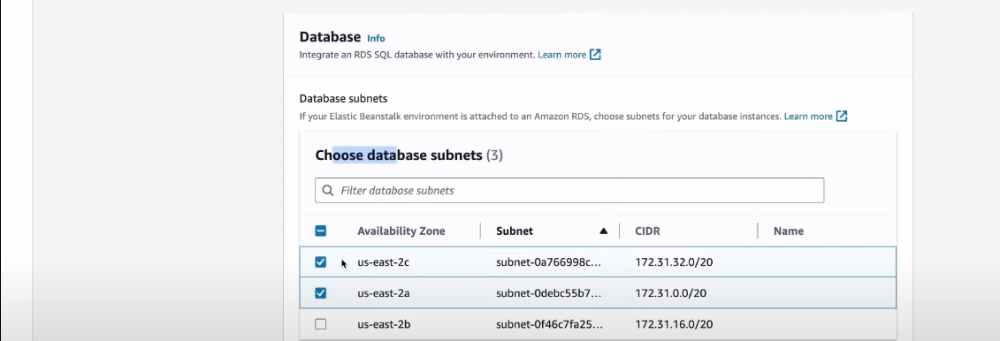 Database Info
Integrate an RDS SQL database with your environment. Learn more
Database subnets
If your Elastic Beanstalk environment is attached to an Amazon RDS, choose subnets for your database instances. Learn more
Choose database subnets (3)
Filter database subnets
Availability Zone Subnet CIDR Name
us-east-2c subnet-0a766998c... 172.31.32.0/20
us-east-2a subnet-0debc55b7... 172.31.0.0/20
us-east-2b subnet-0f46c7fa25... 172.31.16.0/20